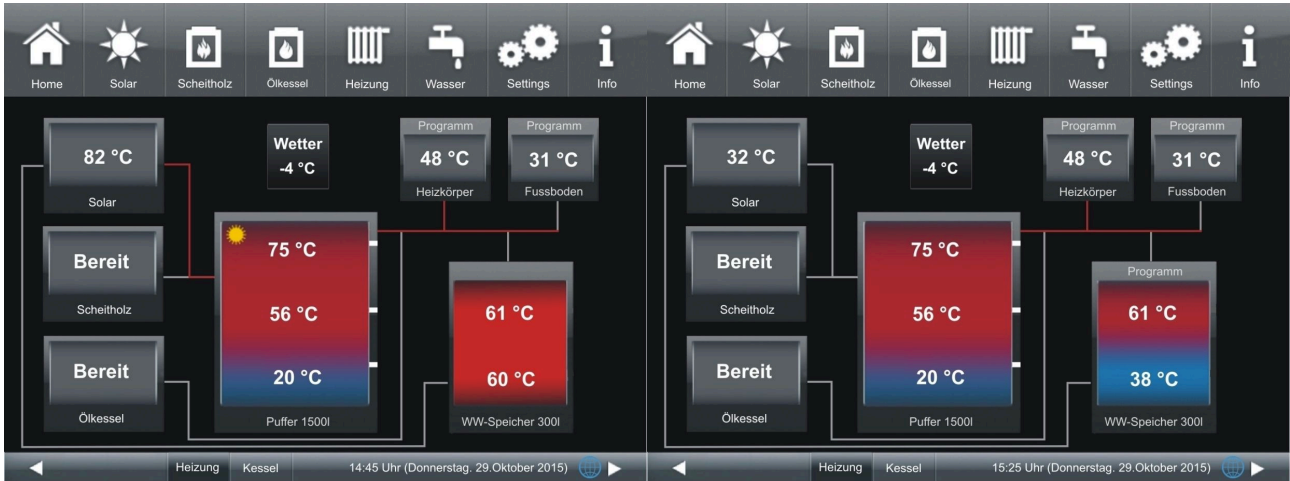 Home Solar Scheitholz Ölkessel Heizung Wasser Settings Info
82 °C
Solar
Wetter
-4 °C
Programm
48 °C
Heizkörper
Programm
31 °C
Fussboden
Bereit
Scheitholz
Bereit
Ölkessel
75 °C
56 °C
20 °C
Puffer 1500l
61 °C
60 °C
WW-Speicher 300l
Heizung Kessel 14:45 Uhr (Donnerstag. 29.Oktober 2015)
Home Solar Scheitholz Ölkessel Heizung Wasser Settings Info
32 °C
Solar
Wetter
-4 °C
Programm
48 °C
Heizkörper
Programm
31 °C
Fussboden
Bereit
Scheitholz
Bereit
Ölkessel
75 °C
56 °C
20 °C
Puffer 1500l
Programm
61 °C
38 °C
WW-Speicher 300l
Heizung Kessel 15:25 Uhr (Donnerstag. 29.Oktober 2015)